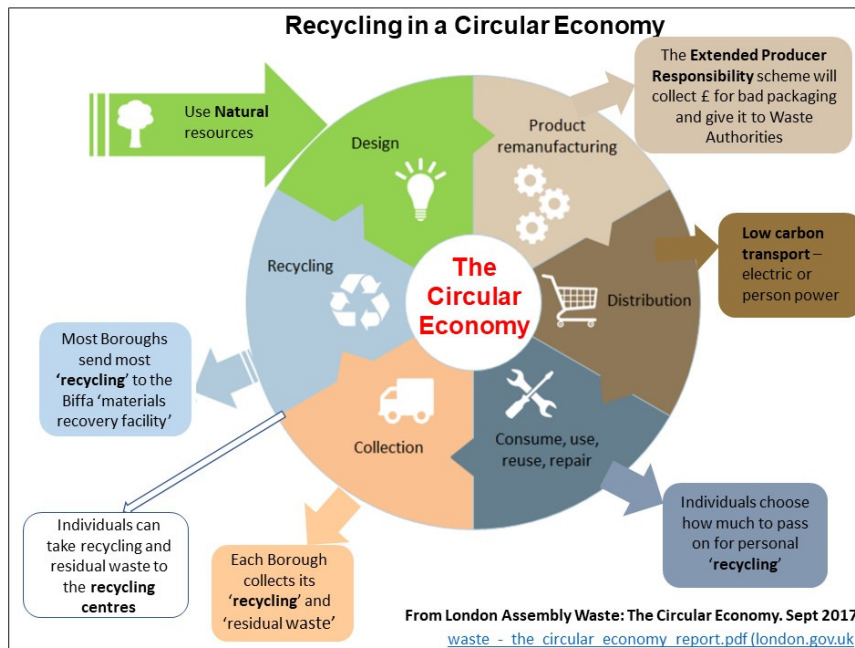 Recycling in a Circular Economy
The Extended Producer
Responsibility scheme will
collect £ for bad packaging
and give it to Waste
Authorities
Use Natural
resources
Design
Product
remanufacturing
Low carbon
transport –
electric or
person power
Recycling
The
Circular
Economy
Distribution
Most Boroughs
send most
‘recycling’ to the
Biffa ‘materials
recovery facility’
Collection
Consume, use,
reuse, repair
Individuals can
take recycling and
residual waste to
the recycling
centres
Each Borough
collects its
‘recycling’ and
‘residual waste’
Individuals choose
how much to pass
on for personal
‘recycling’
From London Assembly Waste: The Circular Economy. Sept 2017
waste - the circular economy report.pdf (london.gov.uk